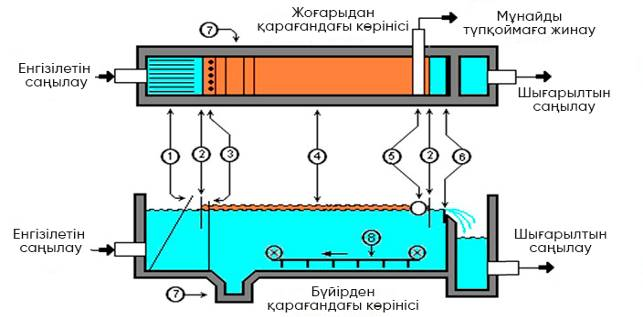 Жоғарыдан
қарағандағы көрінісі
Мұнайды
түпқоймаға жинау
7
Енгізілетін
саңылау
Шығарылтын
саңылау
1
2
3
4
5
2
6
Енгізілетін
саңылау
8
Шығарылтын
саңылау
7
Бүйірден
қарағандағы көрінісі